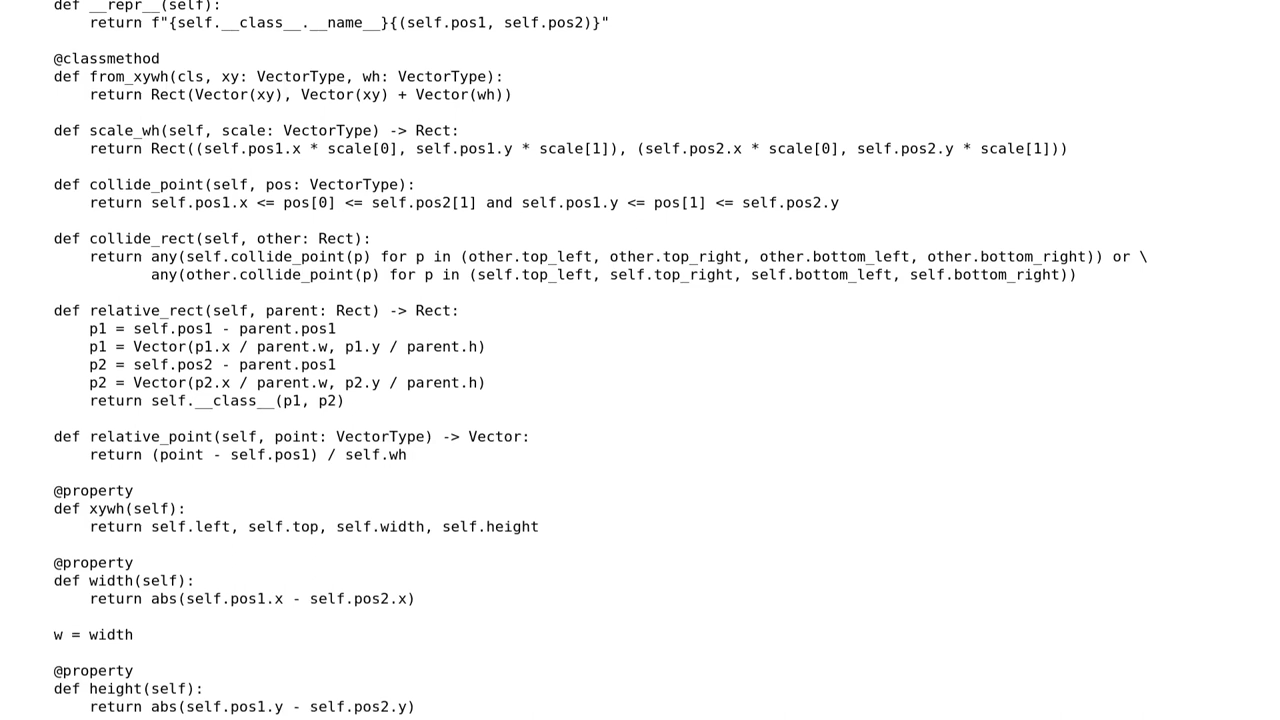 def __repr__(self):
    return f"{self.__class__.__name__}{(self.pos1, self.pos2)}"

@classmethod
def from_xywh(cls, xy: VectorType, wh: VectorType):
    return Rect(Vector(xy), Vector(xy) + Vector(wh))

def scale_wh(self, scale: VectorType) -> Rect:
    return Rect((self.pos1.x * scale[0], self.pos1.y * scale[1]), (self.pos2.x * scale[0], self.pos2.y * scale[1]))

def collide_point(self, pos: VectorType):
    return self.pos1.x <= pos[0] <= self.pos2[1] and self.pos1.y <= pos[1] <= self.pos2.y

def collide_rect(self, other: Rect):
    return any(self.collide_point(p) for p in (other.top_left, other.top_right, other.bottom_left, other.bottom_right)) or \
           any(other.collide_point(p) for p in (self.top_left, self.top_right, self.bottom_left, self.bottom_right))

def relative_rect(self, parent: Rect) -> Rect:
    p1 = self.pos1 - parent.pos1
    p1 = Vector(p1.x / parent.w, p1.y / parent.h)
    p2 = self.pos2 - parent.pos1
    p2 = Vector(p2.x / parent.w, p2.y / parent.h)
    return self.__class__(p1, p2)

def relative_point(self, point: VectorType) -> Vector:
    return (point - self.pos1) / self.wh

@property
def xywh(self):
    return self.left, self.top, self.width, self.height

@property
def width(self):
    return abs(self.pos1.x - self.pos2.x)

w = width

@property
def height(self):
    return abs(self.pos1.y - self.pos2.y)